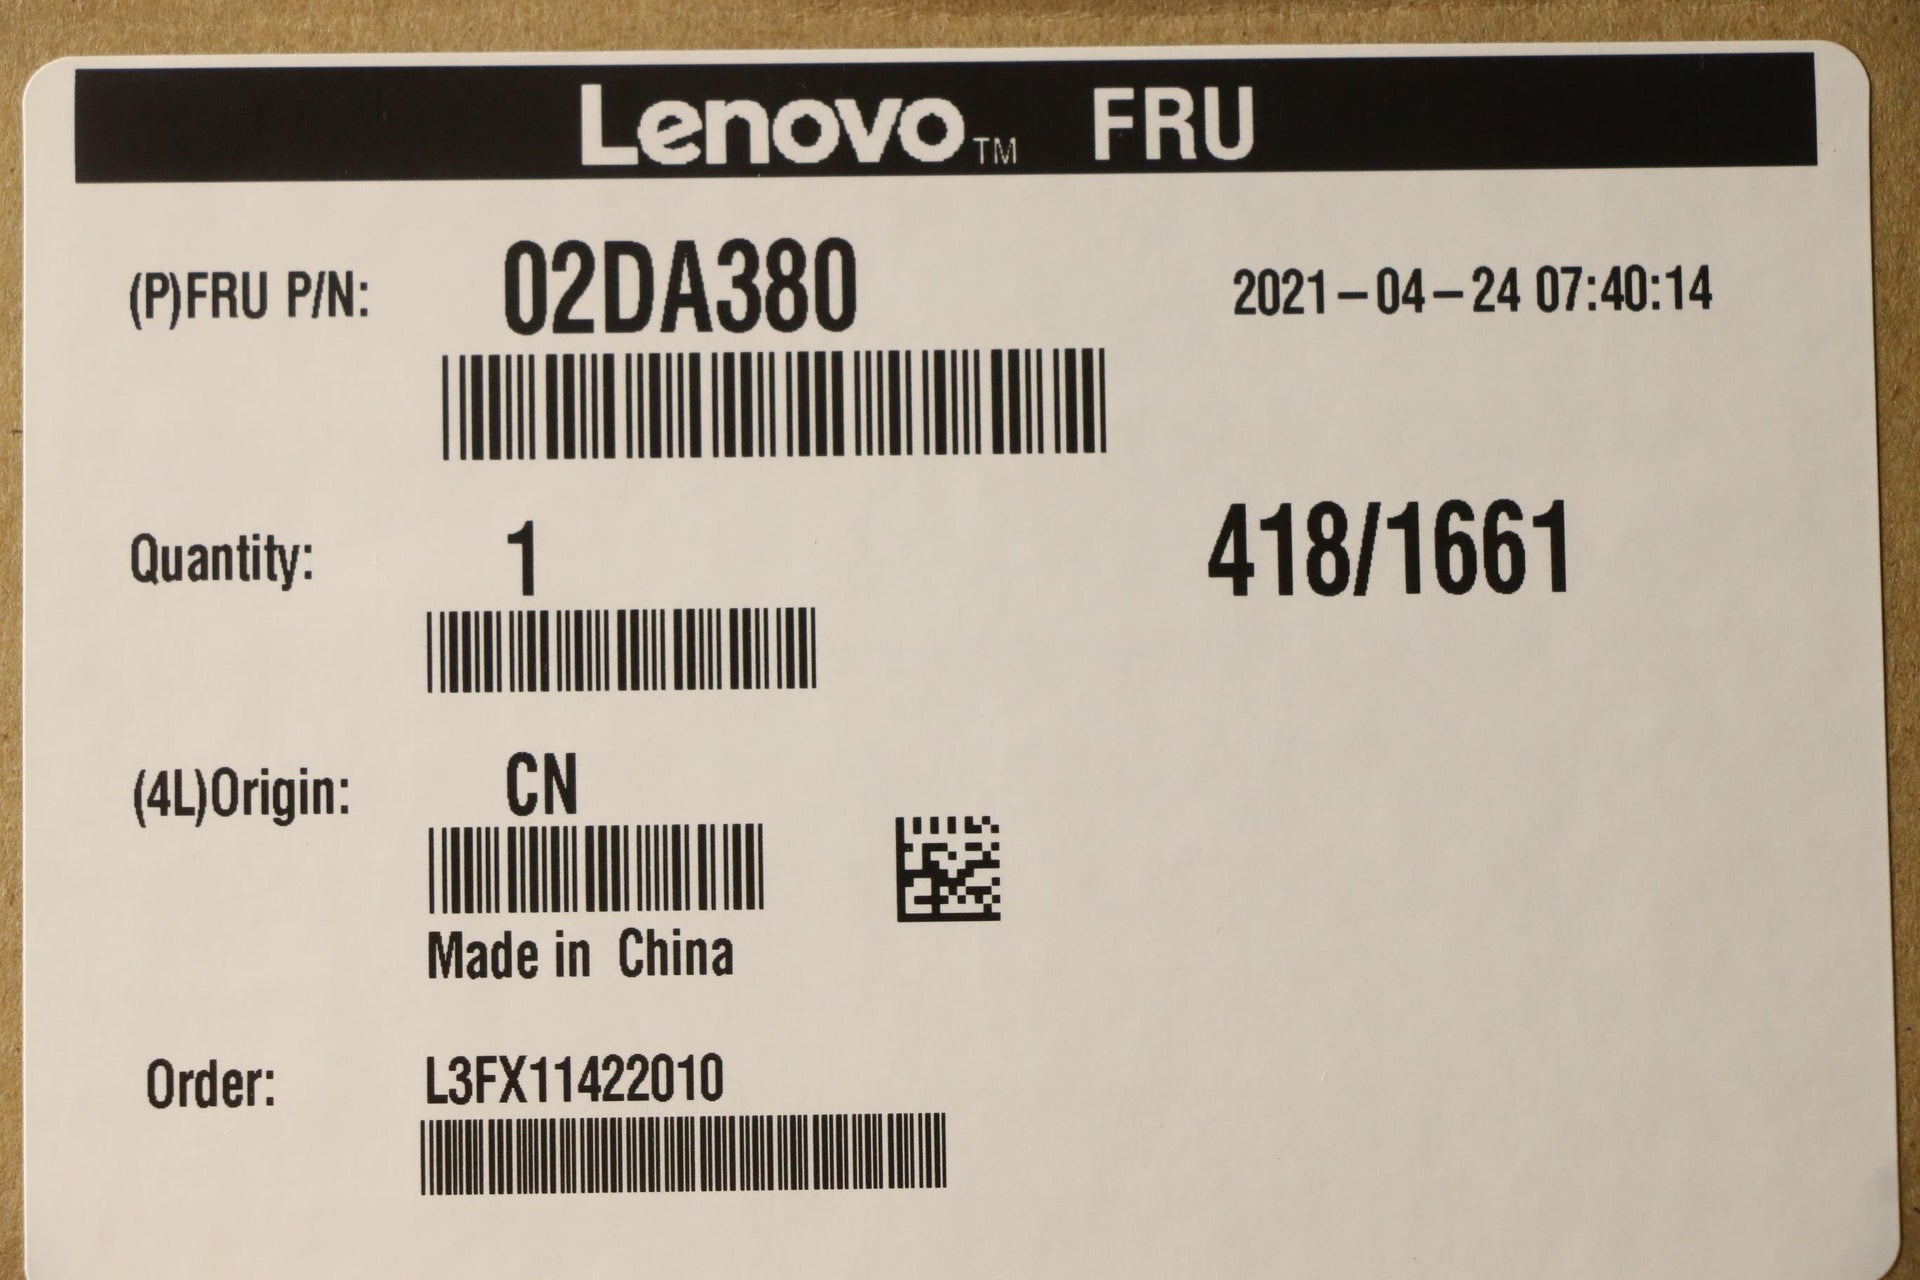 Lenovo™ FRU
(P)FRU P/N: 02DA380 2021-04-24 07:40:14
Quantity: 1 418/1661
(4L)Origin: CN
Made in China
Order: L3FX11422010